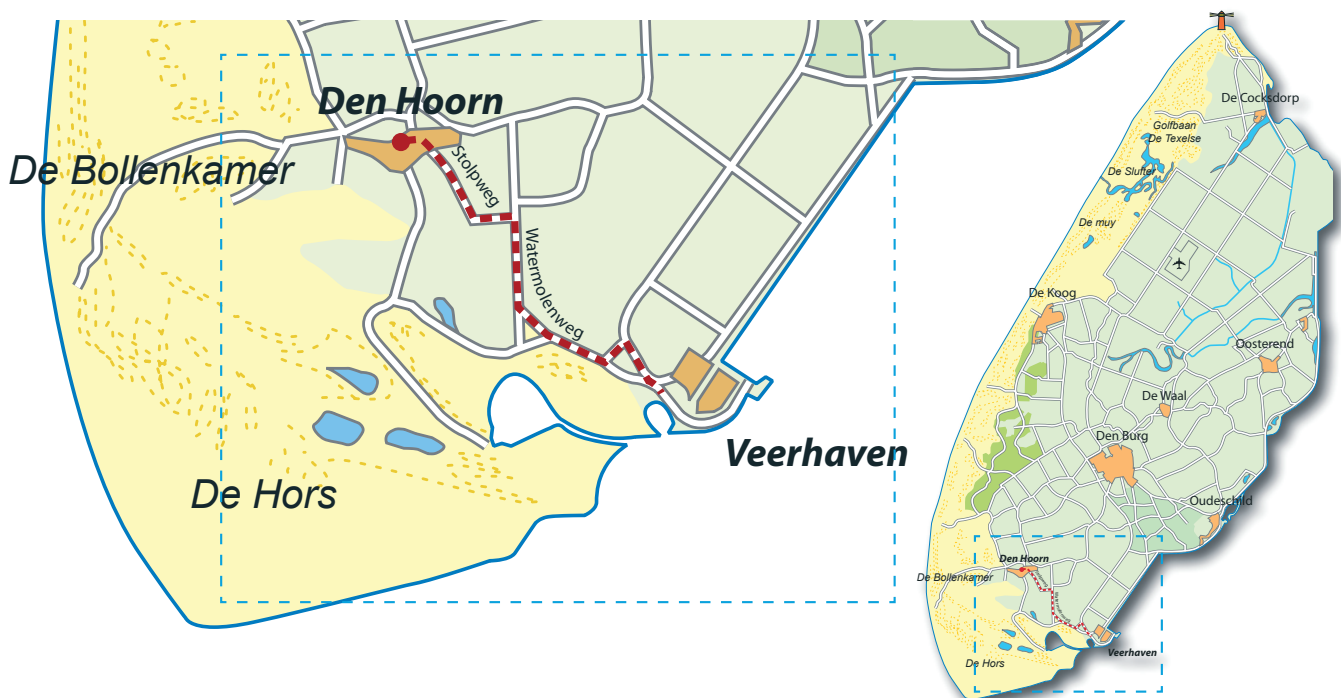 Den Hoorn
De Bollenkamer
Stolpweg
Watermolenweg
Veerhaven
De Hors
De Cocksdorp
Golfbaan
De Texelse
De Slufter
De muy
De Koog
Oosterend
De Waal
Den Burg
Oudeschild
Den Hoorn
De Bollenkamer
Veerhaven
De Hors